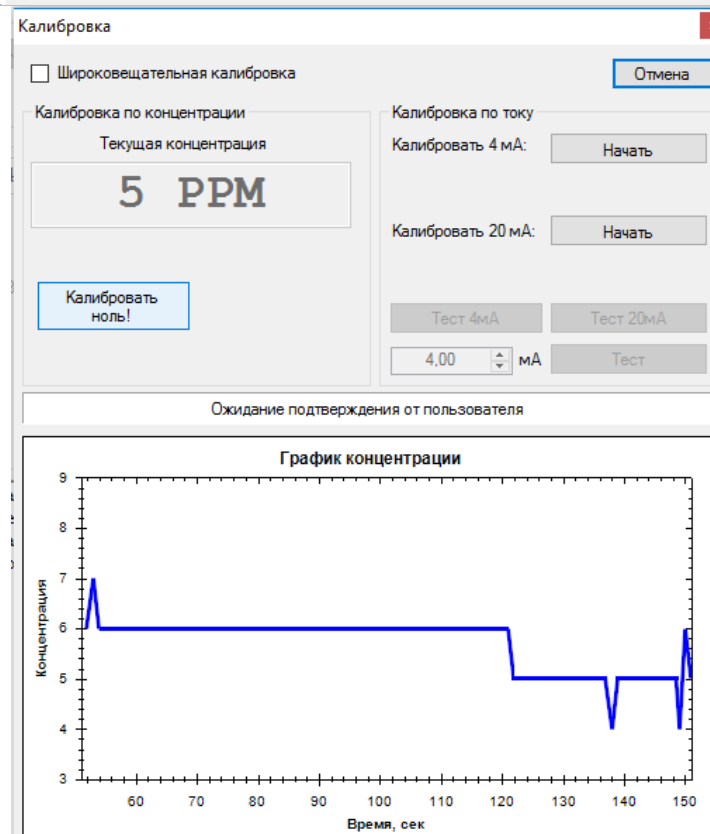 Калибровка
Широковещательная калибровка
Отмена
Калибровка по концентрации
Текущая концентрация
5 PPM
Калибровать
ноль!
Калибровка по току
Калибровать 4 мА:
Начать
Калибровать 20 мА:
Начать
Тест 4мА
Тест 20мА
4,00
мА
Тест
Ожидание подтверждения от пользователя
График концентрации
Концентрация
9
8
7
6
5
4
3
60 70 80 90 100 110 120 130 140 150
Время, сек